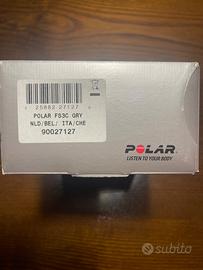 25882 27127
POLAR FS3C GRY
NLD/BEL/ ITA/CHE
90027127
POLAR
LISTEN TO YOUR BODY
subito